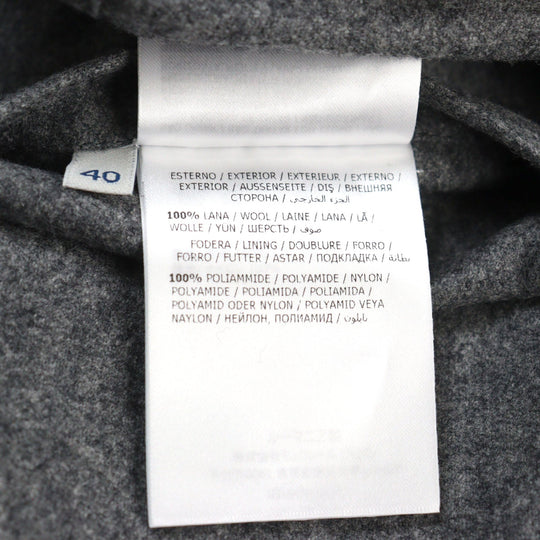 40
ESTERNO / EXTERIOR / EXTERIEUR / EXTERNO /
EXTERIOR / AUSSENSEITE / DIŞ / ВНЕШНЯЯ
СТОРОНА / الجزء الخارجي /
100% LANA / WOOL / LAINE / LANA / LÃ /
WOLLE / YÜN / ШЕРСТЬ / صوف /
FODERA / LINING / DOUBLURE / FORRO /
FORRO / FUTTER / ASTAR / ПОДКЛАДКА / بطانة /
100% POLIAMMIDE / POLYAMIDE / NYLON /
POLYAMIDE / POLIAMIDA / POLIAMIDA /
POLYAMID ODER NYLON / POLYAMID VEYA
NAYLON / НЕЙЛОН, ПОЛИАМИД / نايلون /